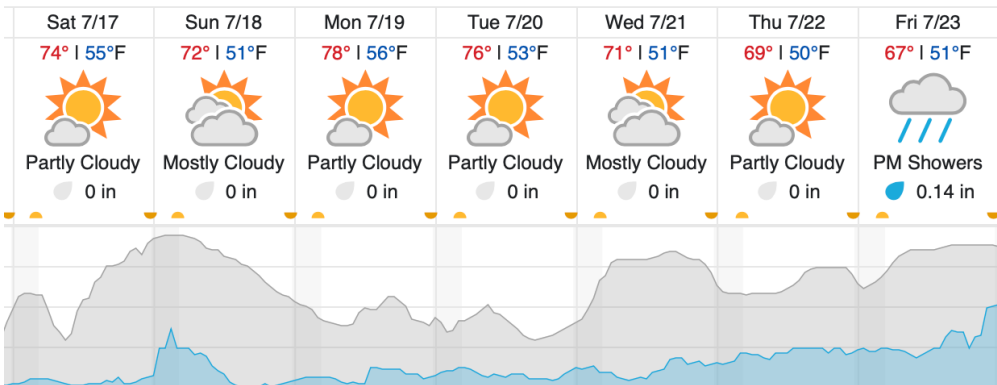 Sat 7/17 Sun 7/18 Mon 7/19 Tue 7/20 Wed 7/21 Thu 7/22 Fri 7/23
74° | 55°F 72° | 51°F 78° | 56°F 76° | 53°F 71° | 51°F 69° | 50°F 67° | 51°F
Partly Cloudy Mostly Cloudy Partly Cloudy Partly Cloudy Mostly Cloudy Partly Cloudy PM Showers
0 in 0 in 0 in 0 in 0 in 0 in 0.14 in